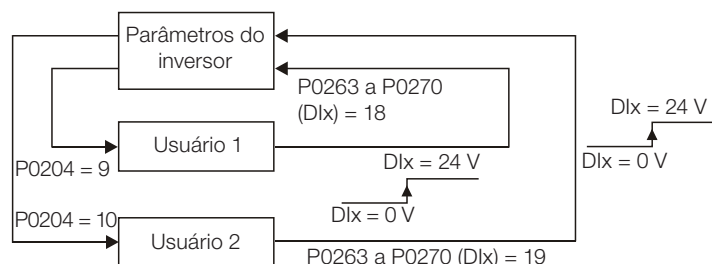 Parâmetros do
inversor
P0263 a P0270
(DIx) = 18
DIx = 24 V
DIx = 0 V
Usuário 1
P0204 = 9
DIx = 24 V
DIx = 0 V
P0204 = 10
Usuário 2
P0263 a P0270 (DIx) = 19